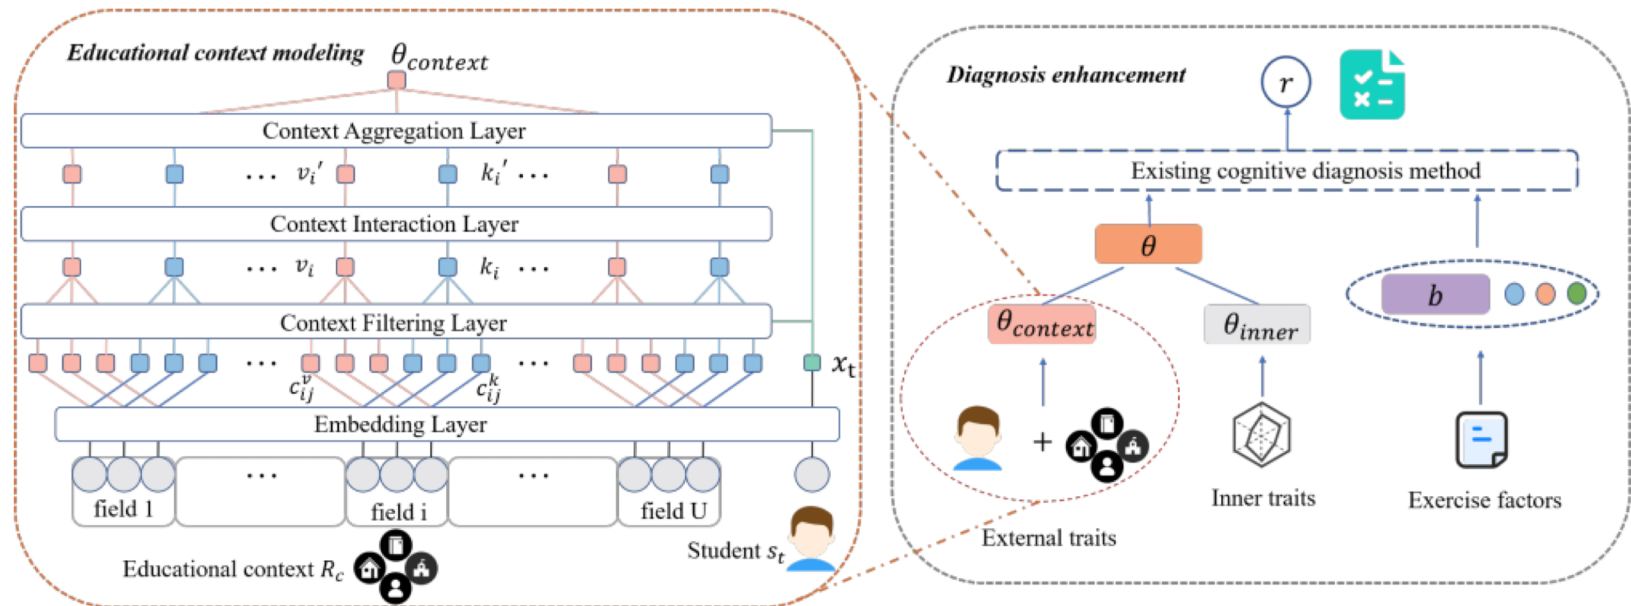 Educational context modeling
θcontext
Context Aggregation Layer
... vi′ ki′ ...
Context Interaction Layer
... vi ki ...
Context Filtering Layer
... ...
c^v_ij c^k_ij xt
Embedding Layer
... ...
field 1 field i field U
Student st
Educational context Rc
Diagnosis enhancement
r
Existing cognitive diagnosis method
θ
b
θcontext θinner
+
Inner traits Exercise factors
External traits